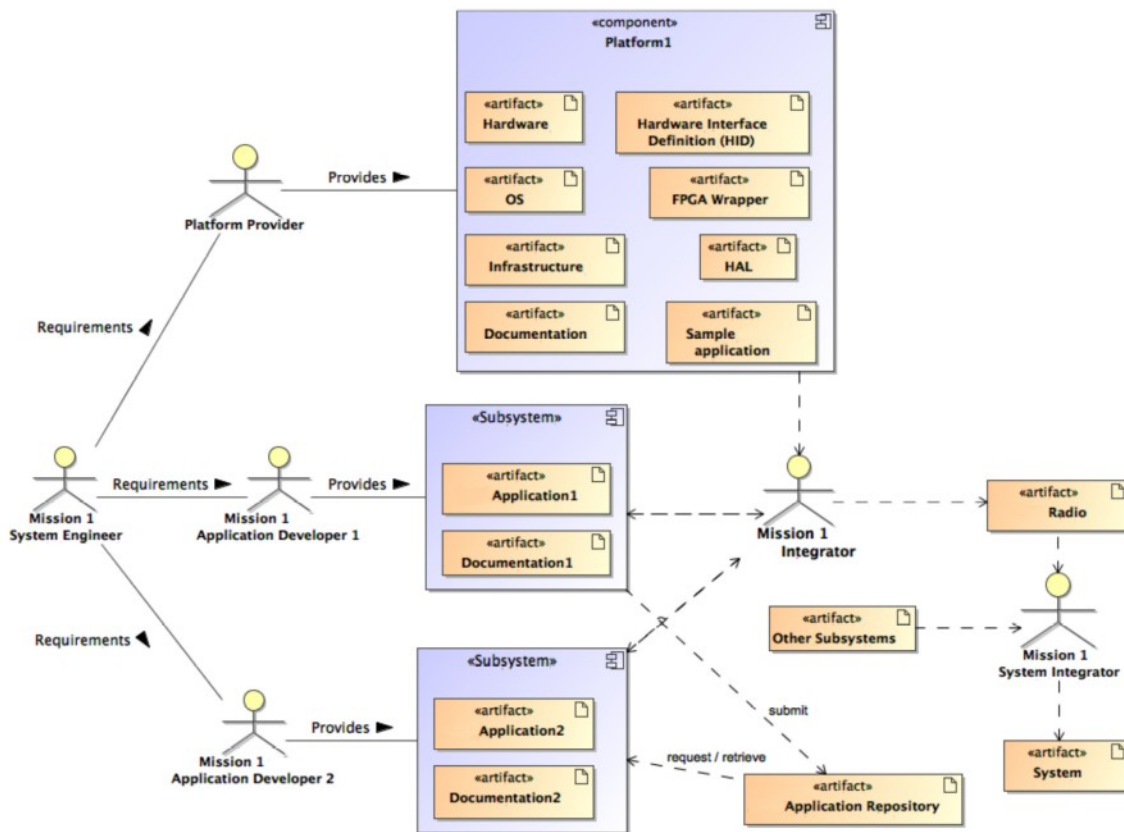 «component»
Platform1
«artifact»
Hardware
«artifact»
Hardware Interface
Definition (HID)
«artifact»
OS
«artifact»
FPGA Wrapper
«artifact»
Infrastructure
«artifact»
HAL
«artifact»
Documentation
«artifact»
Sample
application
Provides
Platform Provider
Requirements
«Subsystem»
«artifact»
Application1
«artifact»
Documentation1
Requirements
Provides
Mission 1
System Engineer
Mission 1
Application Developer 1
Mission 1
Integrator
«artifact»
Radio
«artifact»
Other Subsystems
Mission 1
System Integrator
Requirements
«Subsystem»
«artifact»
Application2
«artifact»
Documentation2
Provides
Mission 1
Application Developer 2
submit
request / retrieve
«artifact»
Application Repository
«artifact»
System